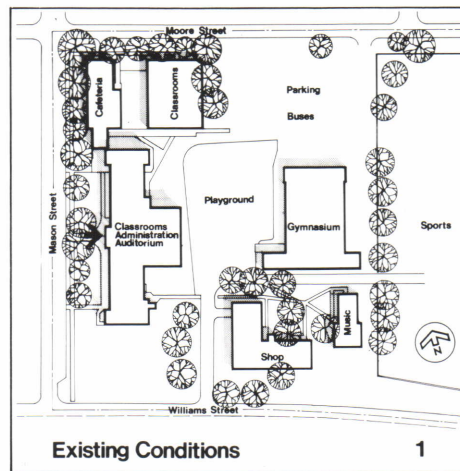 Moore Street
Cafeteria
Classrooms
Parking
Buses
Mason Street
Classrooms
Administration
Auditorium
Playground
Gymnasium
Sports
Shop
Music
N
Williams Street
Existing Conditions 1